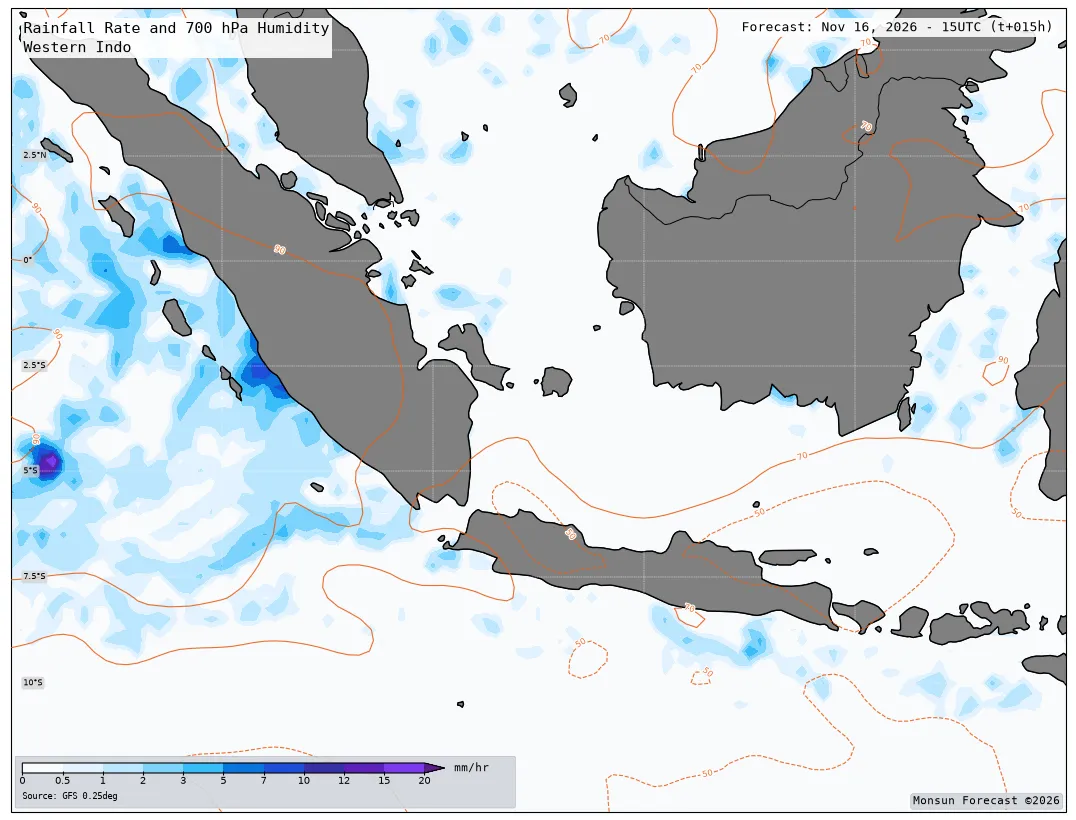 Rainfall Rate and 700 hPa Humidity
Western Indo
Forecast: Nov 16, 2026 - 15UTC (t+015h)
70
70
70
70
2.5°N
90
70
90
0°
90
90
2.5°S
90
70
5°S
50
50
50
7.5°S
70
50
50
10°S
50
mm/hr
0 0.5 1 2 3 5 7 10 12 15 20
Source: GFS 0.25deg
Monsun Forecast ©2026